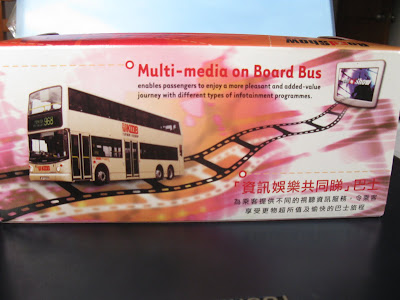 Multi-media on Board Bus
enables passengers to enjoy a more pleasant and added-value
journey with different types of infotainment programmes.
968
KMB
「資訊娛樂共同睇」巴士
為乘客提供不同的視聽資訊服務，令乘客
享受更物超所值及愉快的巴士旅程